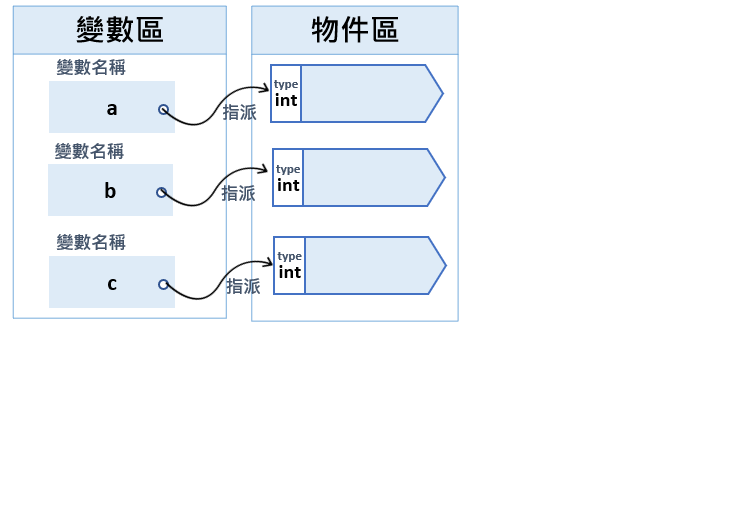 變數區
物件區
變數名稱
a
指派
type
int
變數名稱
b
指派
type
int
變數名稱
c
指派
type
int